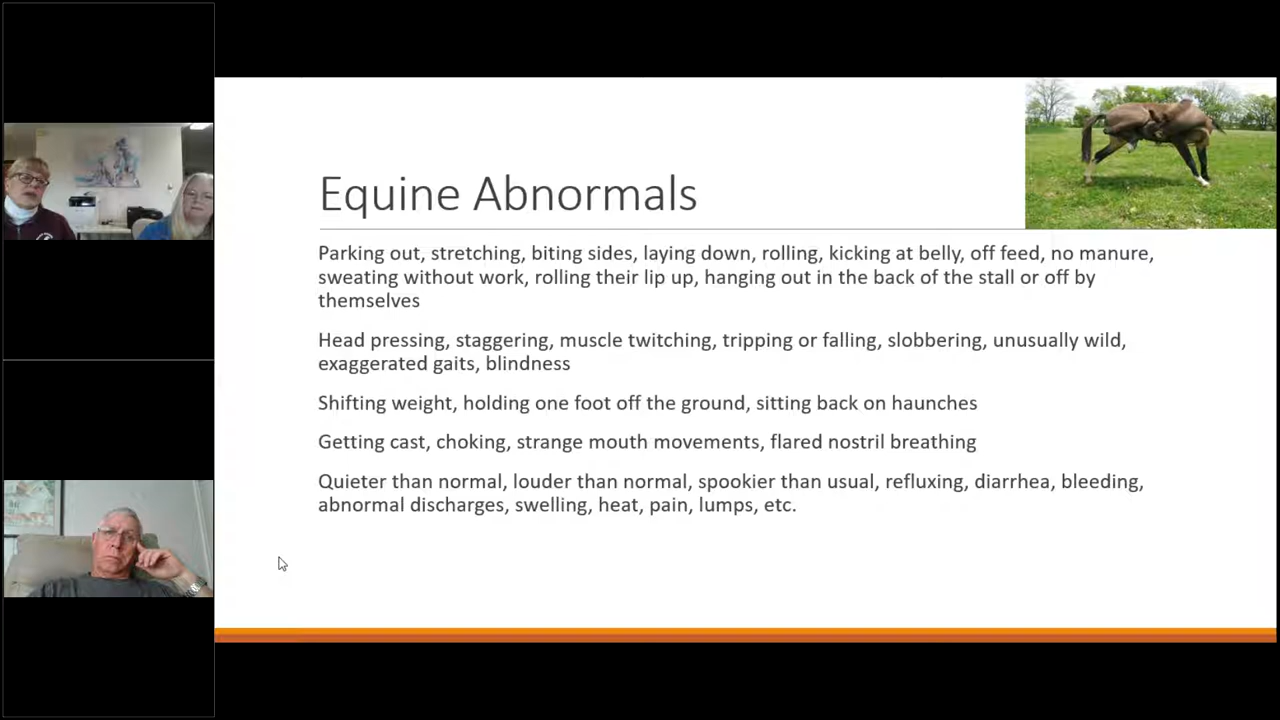 Equine Abnormals
Parking out, stretching, biting sides, laying down, rolling, kicking at belly, off feed, no manure,
sweating without work, rolling their lip up, hanging out in the back of the stall or off by
themselves
Head pressing, staggering, muscle twitching, tripping or falling, slobbering, unusually wild,
exaggerated gaits, blindness
Shifting weight, holding one foot off the ground, sitting back on haunches
Getting cast, choking, strange mouth movements, flared nostril breathing
Quieter than normal, louder than normal, spookier than usual, refluxing, diarrhea, bleeding,
abnormal discharges, swelling, heat, pain, lumps, etc.